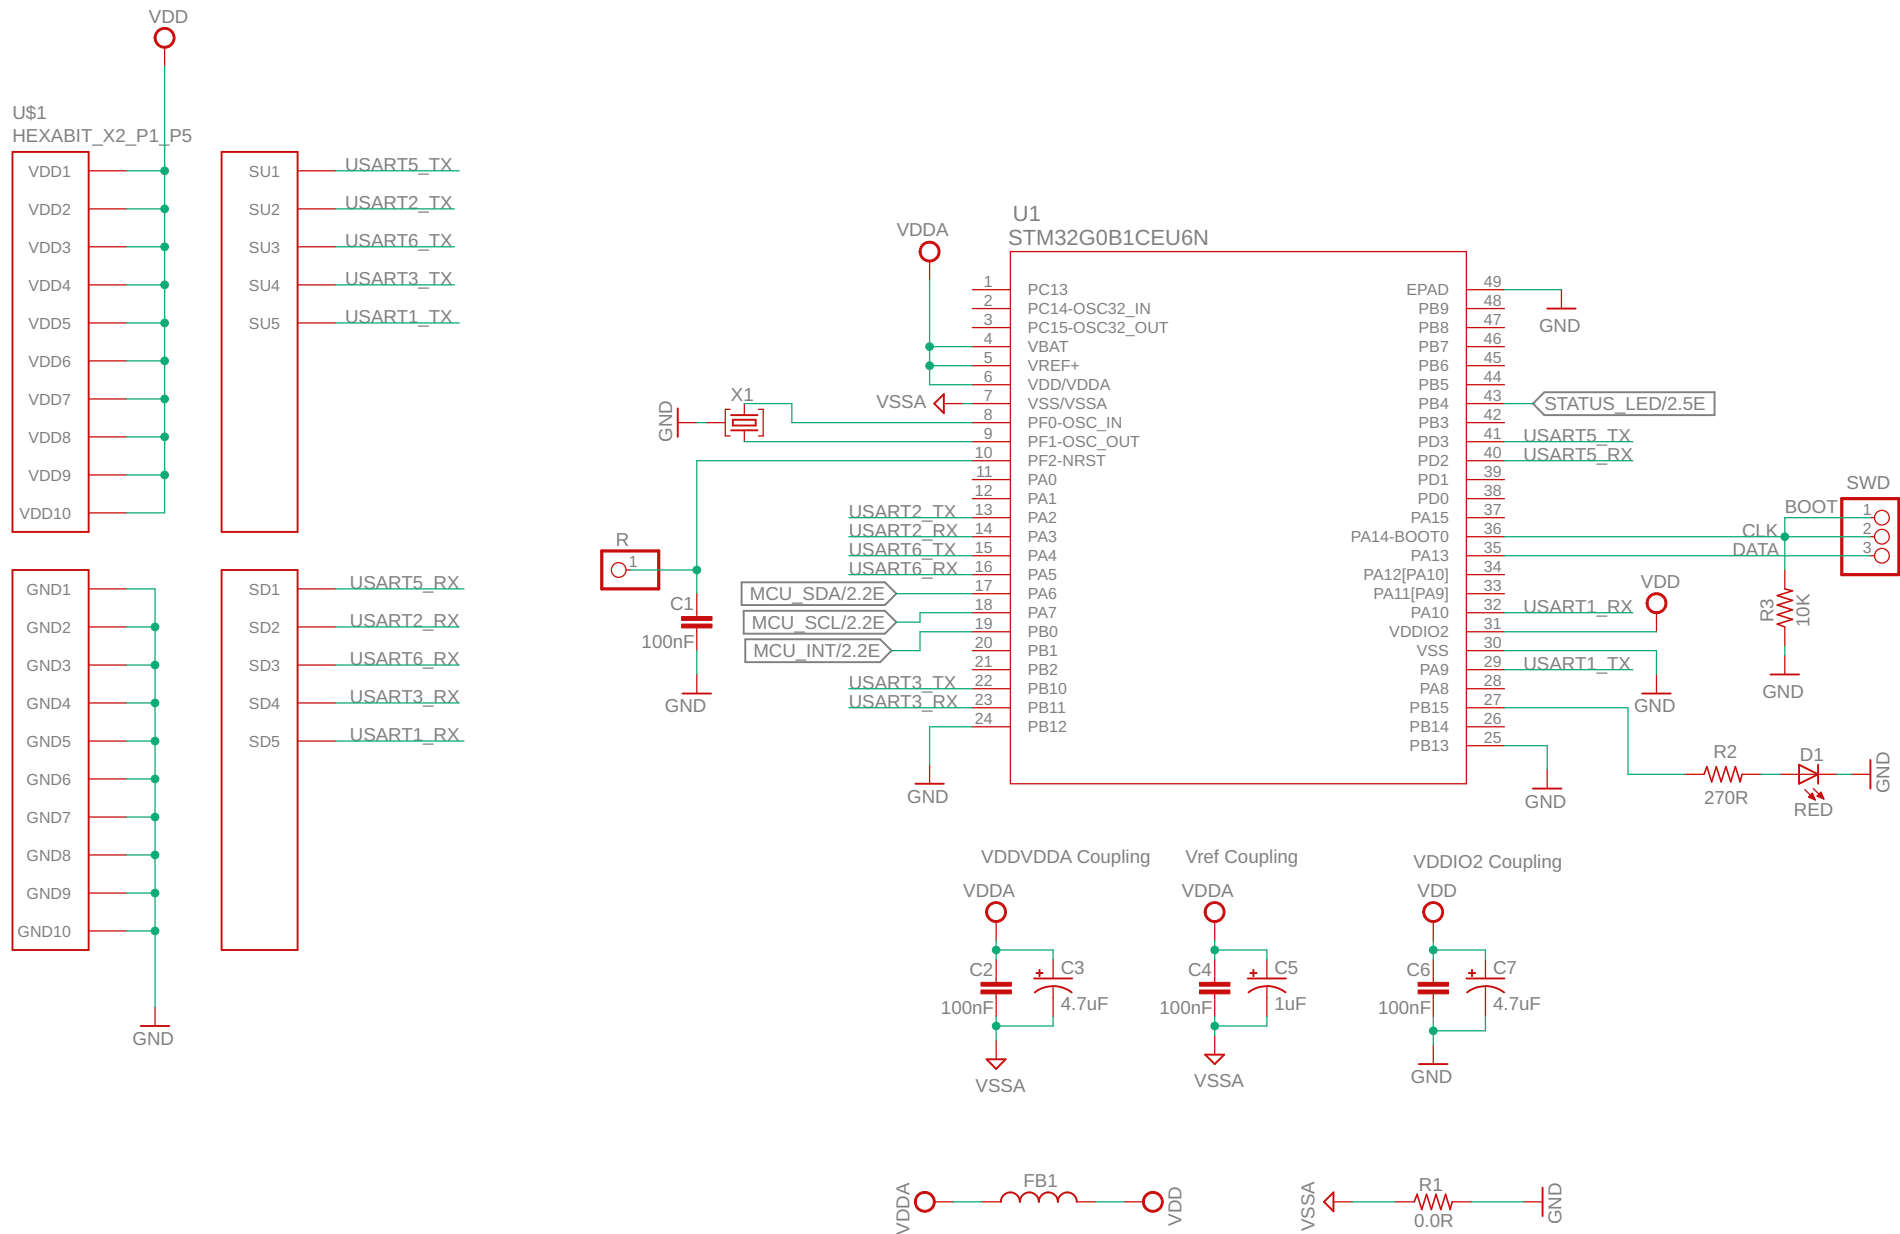 VDD
U$1
HEXABIT_X2_P1_P5
VDD1
VDD2
VDD3
VDD4
VDD5
VDD6
VDD7
VDD8
VDD9
VDD10
SU1 USART5_TX
SU2 USART2_TX
SU3 USART6_TX
SU4 USART3_TX
SU5 USART1_TX
GND1
GND2
GND3
GND4
GND5
GND6
GND7
GND8
GND9
GND10
GND
SD1 USART5_RX
SD2 USART2_RX
SD3 USART6_RX
SD4 USART3_RX
SD5 USART1_RX
U1
STM32G0B1CEU6N
VDDA
1 PC13
2 PC14-OSC32_IN
3 PC15-OSC32_OUT
4 VBAT
5 VREF+
6 VDD/VDDA
VSSA 7 VSS/VSSA
8 PF0-OSC_IN
9 PF1-OSC_OUT
10 PF2-NRST
11 PA0
12 PA1
USART2_TX 13 PA2
USART2_RX 14 PA3
USART6_TX 15 PA4
USART6_RX 16 PA5
MCU_SDA/2.2E 17 PA6
MCU_SCL/2.2E 18 PA7
MCU_INT/2.2E 19 PB0
20 PB1
21 PB2
USART3_TX 22 PB10
USART3_RX 23 PB11
24 PB12
GND
GND
X1
R
1
C1
100nF
GND
EPAD 49
GND
PB9 48
PB8 47
PB7 46
PB6 45
PB5 44
PB4 43 STATUS_LED/2.5E
PB3 42
PD3 41 USART5_TX
PD2 40 USART5_RX
PD1 39
PD0 38
PA15 37
PA14-BOOT0 36
PA13 35
PA12[PA10] 34
PA11[PA9] 33
PA10 32 USART1_RX
VDDIO2 31
VSS 30
PA9 29 USART1_TX
PA8 28
PB15 27
PB14 26
PB13 25
GND
VDD
GND
SWD
BOOT 1
CLK 2
DATA 3
R3
10K
GND
R2
270R
D1
RED
GND
VDDVDDA Coupling
VDDA
C2
100nF
C3
4.7uF
VSSA
Vref Coupling
VDDA
C4
100nF
C5
1uF
VSSA
VDDIO2 Coupling
VDD
C6
100nF
C7
4.7uF
GND
VDDA
FB1
VDD
VSSA
R1
0.0R
GND